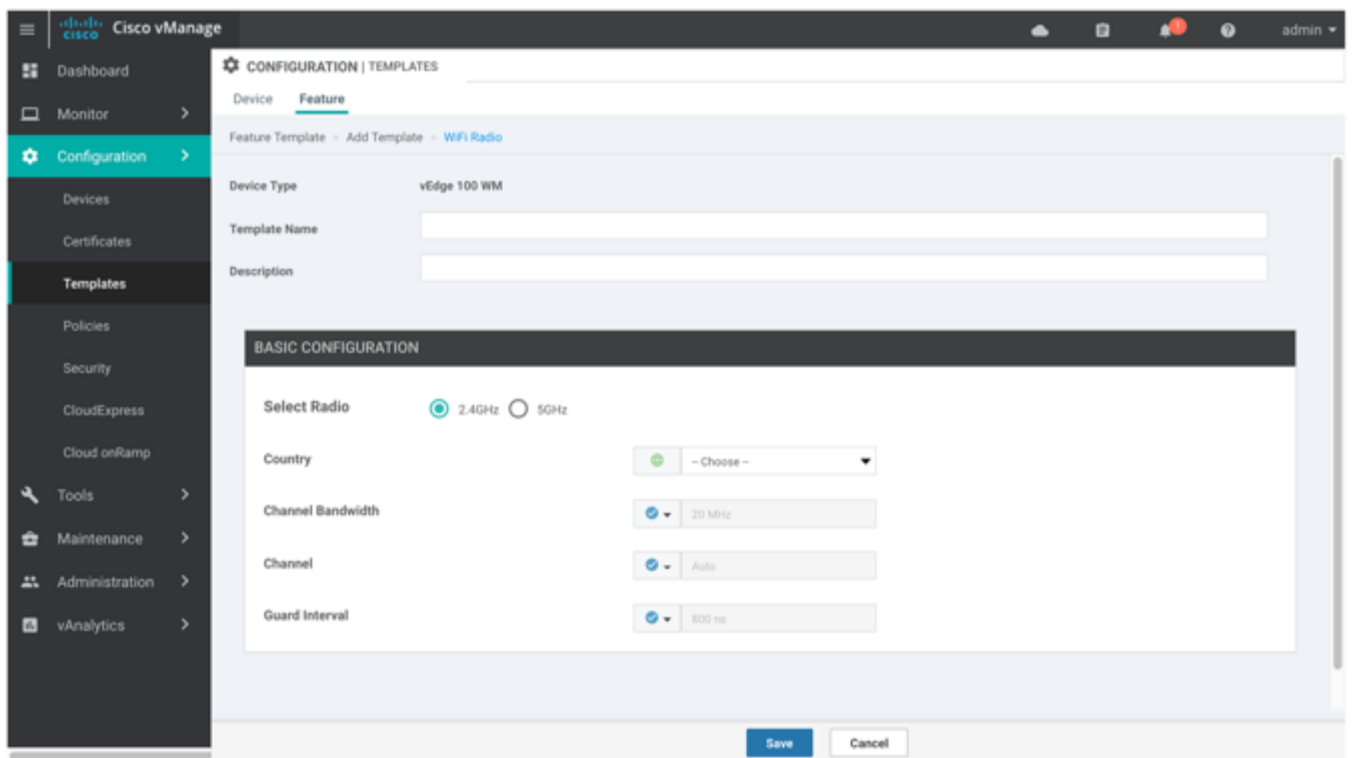 cisco Cisco vManage
admin
Dashboard
Monitor
Configuration
Devices
Certificates
Templates
Policies
Security
CloudExpress
Cloud onRamp
Tools
Maintenance
Administration
vAnalytics
CONFIGURATION | TEMPLATES
Device Feature
Feature Template > Add Template > WiFi Radio
Device Type vEdge 100 WM
Template Name
Description
BASIC CONFIGURATION
Select Radio 2.4GHz 5GHz
Country -- Choose --
Channel Bandwidth 20 MHz
Channel Auto
Guard Interval 800 ns
Save Cancel